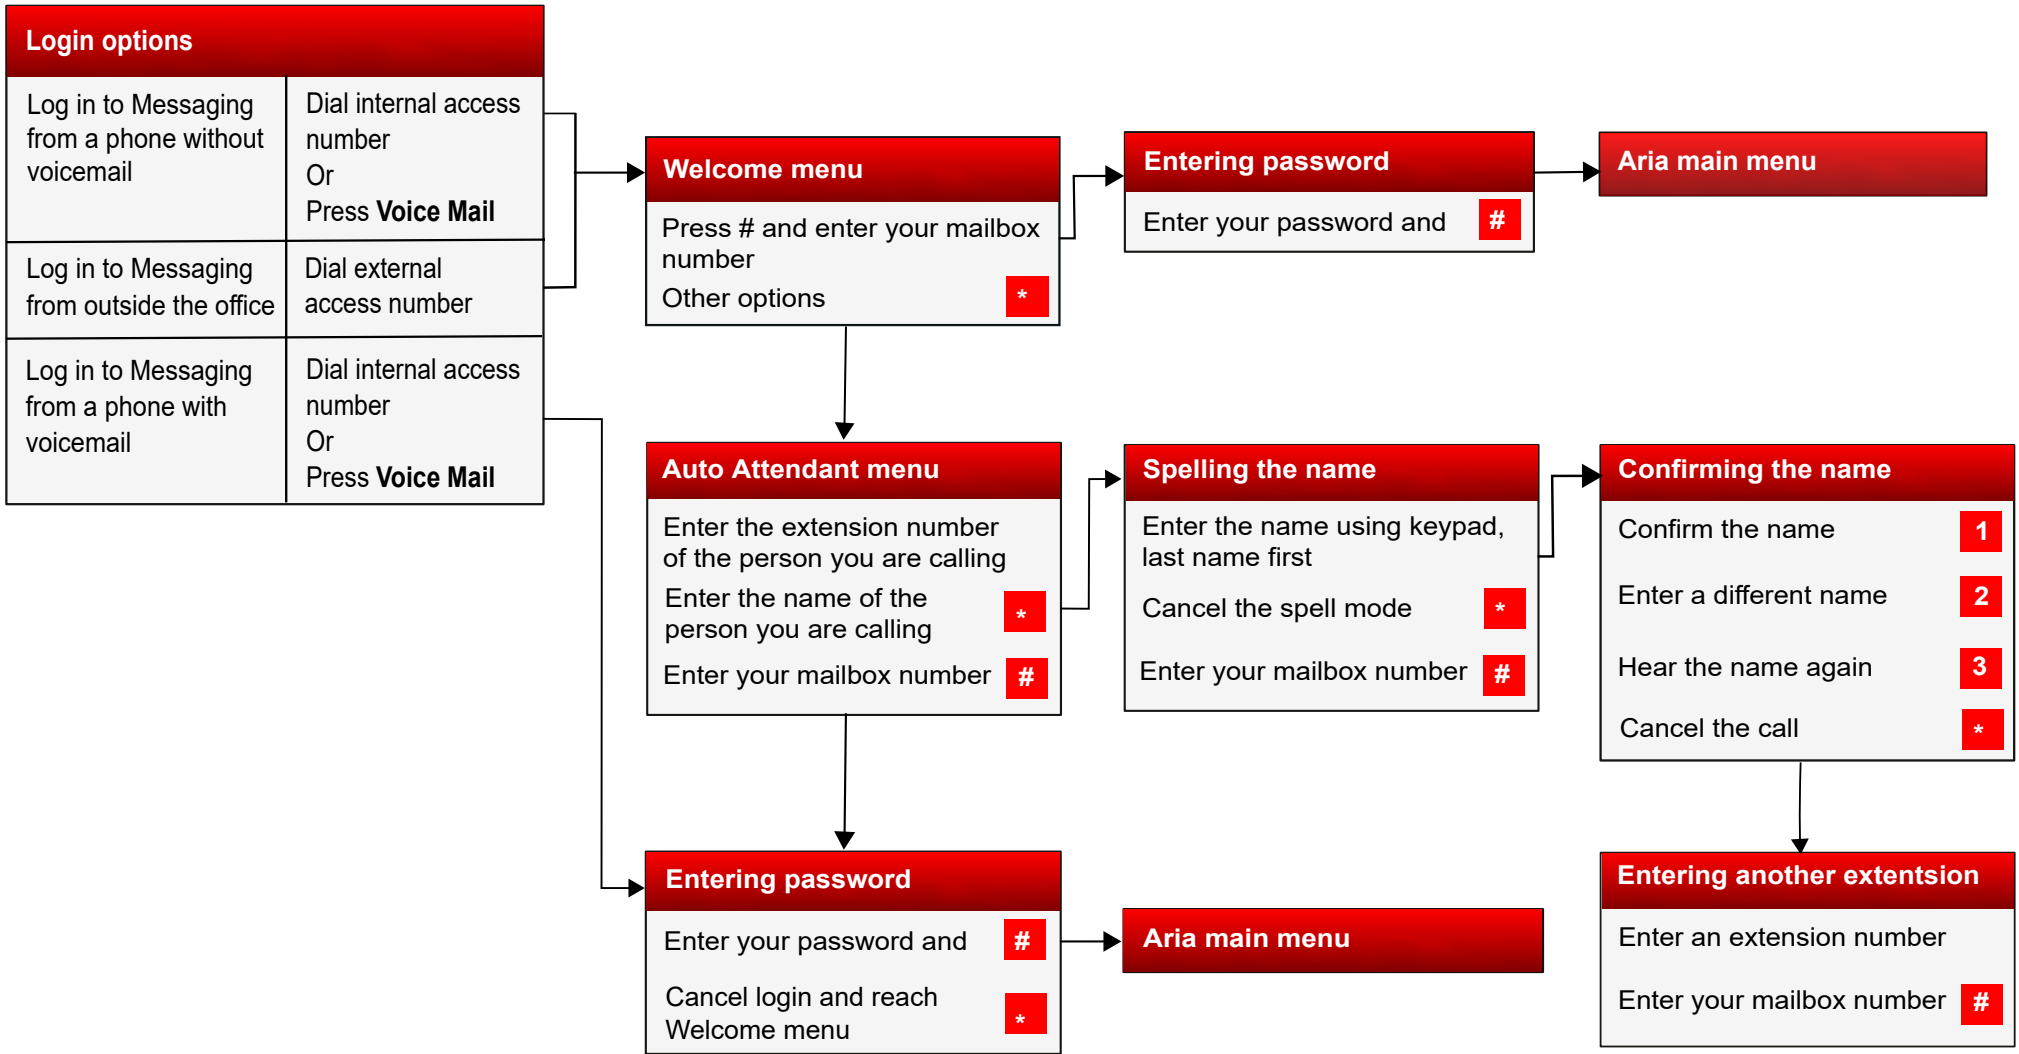 Login options
Log in to Messaging
from a phone without
voicemail
Dial internal access
number
Or
Press Voice Mail
Log in to Messaging
from outside the office
Dial external
access number
Log in to Messaging
from a phone with
voicemail
Dial internal access
number
Or
Press Voice Mail
Welcome menu
Press # and enter your mailbox
number
Other options *
Entering password
Enter your password and #
Aria main menu
Auto Attendant menu
Enter the extension number
of the person you are calling
Enter the name of the
person you are calling *
Enter your mailbox number #
Spelling the name
Enter the name using keypad,
last name first
Cancel the spell mode *
Enter your mailbox number #
Confirming the name
Confirm the name 1
Enter a different name 2
Hear the name again 3
Cancel the call *
Entering password
Enter your password and #
Cancel login and reach
Welcome menu *
Aria main menu
Entering another extentsion
Enter an extension number
Enter your mailbox number #